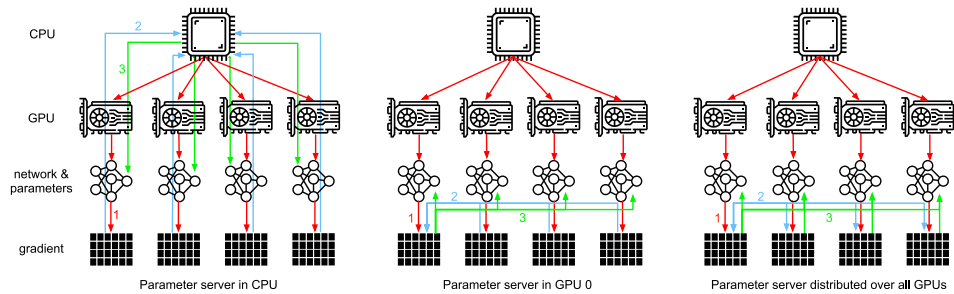 CPU
2
3
GPU
network &
parameters
1
2
1
3
2
1
3
gradient
Parameter server in CPU
Parameter server in GPU 0
Parameter server distributed over all GPUs